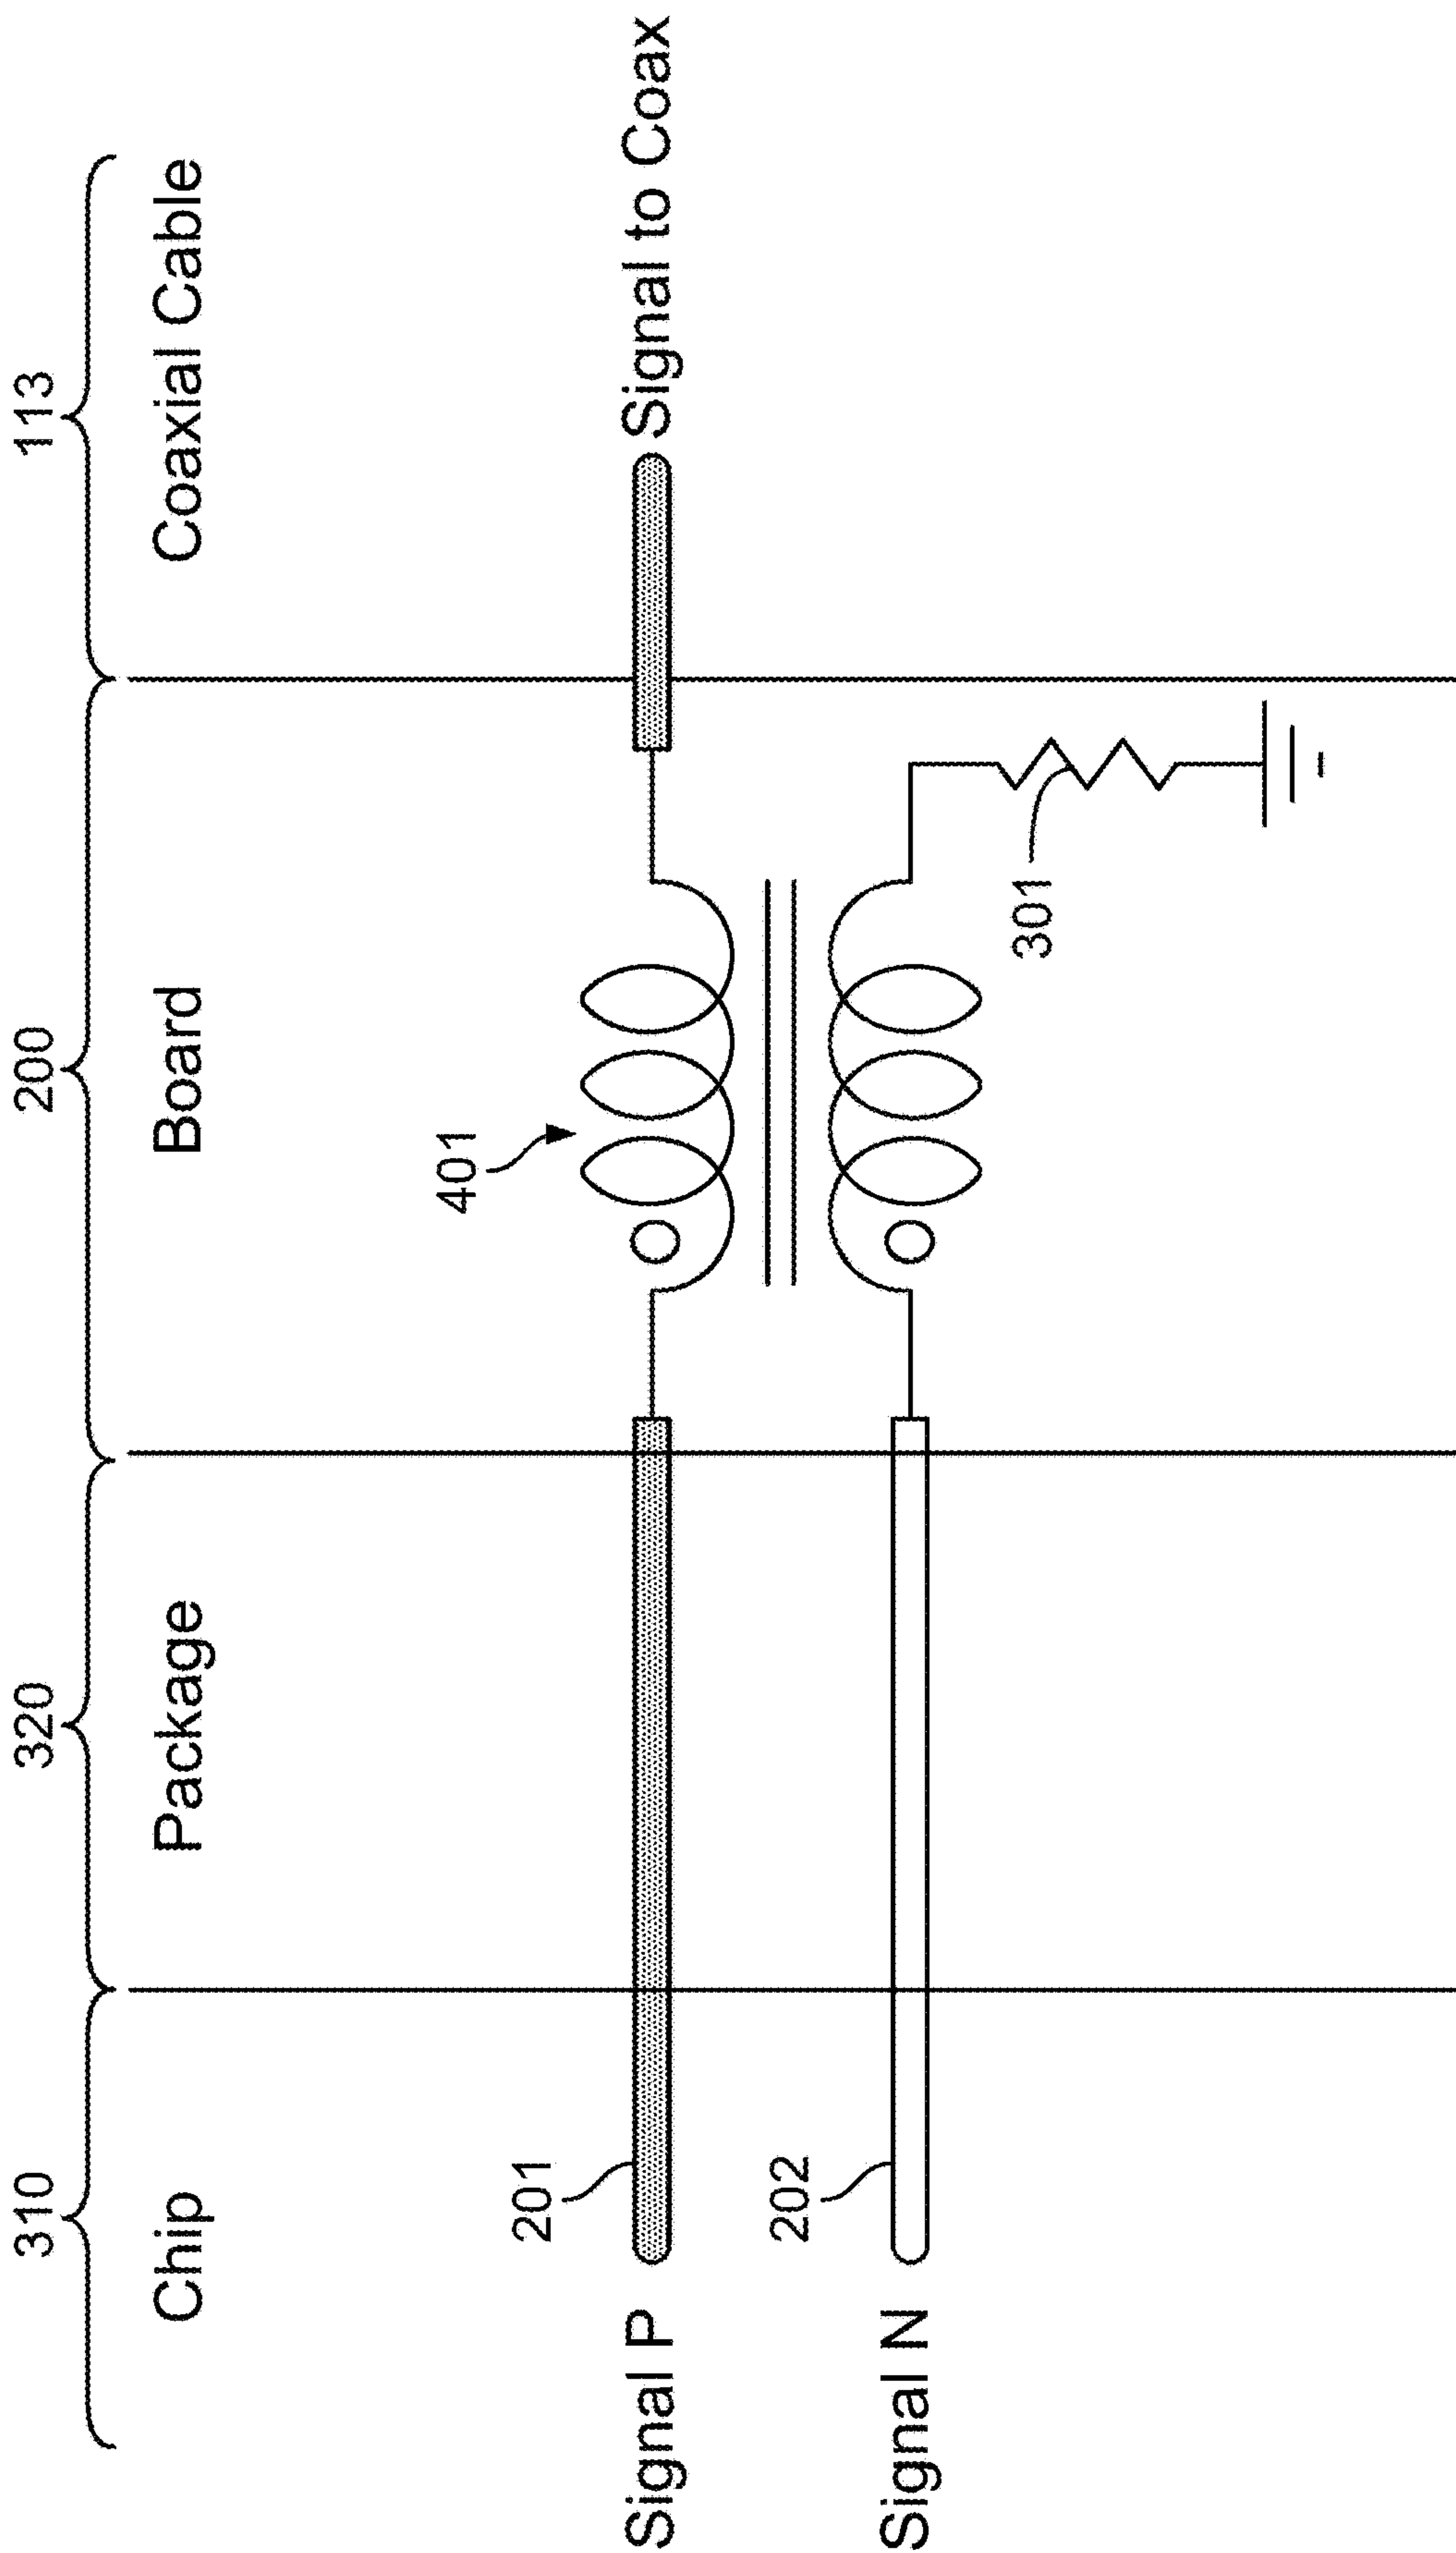 310
320
200
113
Chip
Package
Board
Coaxial Cable
401
201
Signal P
Signal to Coax
202
Signal N
301